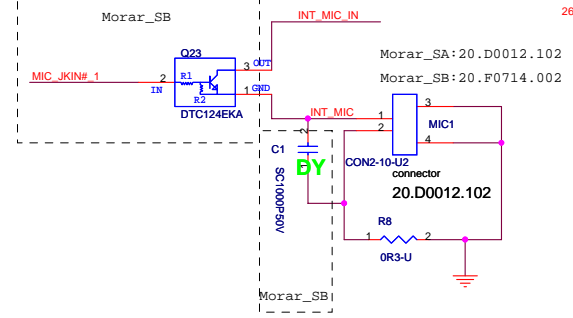 Morar_SB
INT_MIC_IN
26
Q23
Morar_SA:20.D0012.102
MIC_JKIN#_1
2
R1
3
OUT
Morar_SB:20.F0714.002
IN
R2
1
GND
DTC124EKA
INT_MIC
1
3
2
MIC1
4
2
C1
DY
1
SC1000P50V
CON2-10-U2
connector
20.D0012.102
R8
1
2
0R3-U
Morar_SB